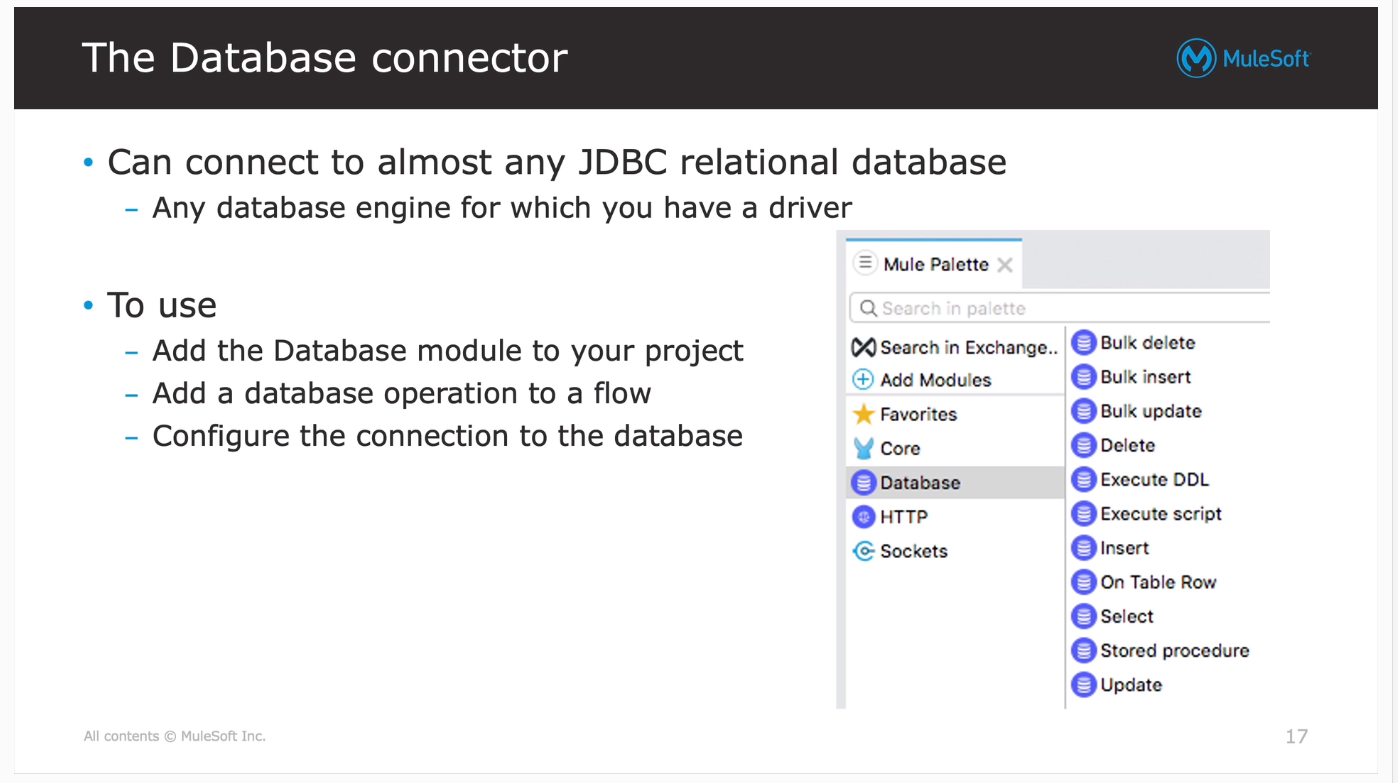 The Database connector
MuleSoft
• Can connect to almost any JDBC relational database
– Any database engine for which you have a driver
• To use
– Add the Database module to your project
– Add a database operation to a flow
– Configure the connection to the database
Mule Palette
Search in palette
Search in Exchange..
Add Modules
Favorites
Core
Database
HTTP
Sockets
Bulk delete
Bulk insert
Bulk update
Delete
Execute DDL
Execute script
Insert
On Table Row
Select
Stored procedure
Update
All contents © MuleSoft Inc.
17